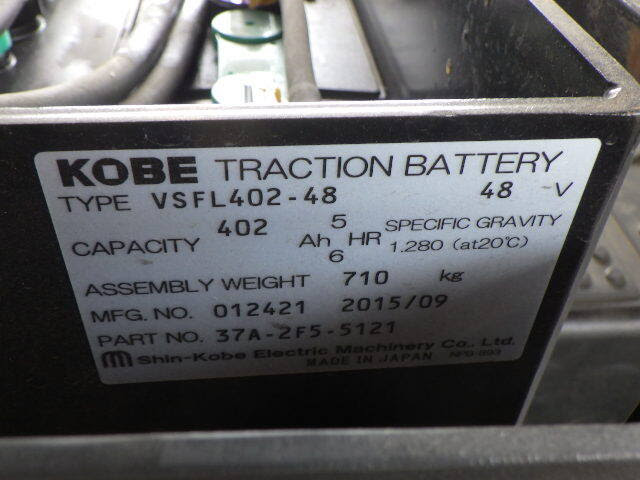 KOBE TRACTION BATTERY
TYPE VSFL402-48 48 V
CAPACITY 402 Ah 5 HR SPECIFIC GRAVITY
6 1.280 (at20℃)
ASSEMBLY WEIGHT 710 kg
MFG. NO. 012421 2015/09
PART NO. 37A-2F5-5121
Shin-Kobe Electric Machinery Co., Ltd.
MADE IN JAPAN